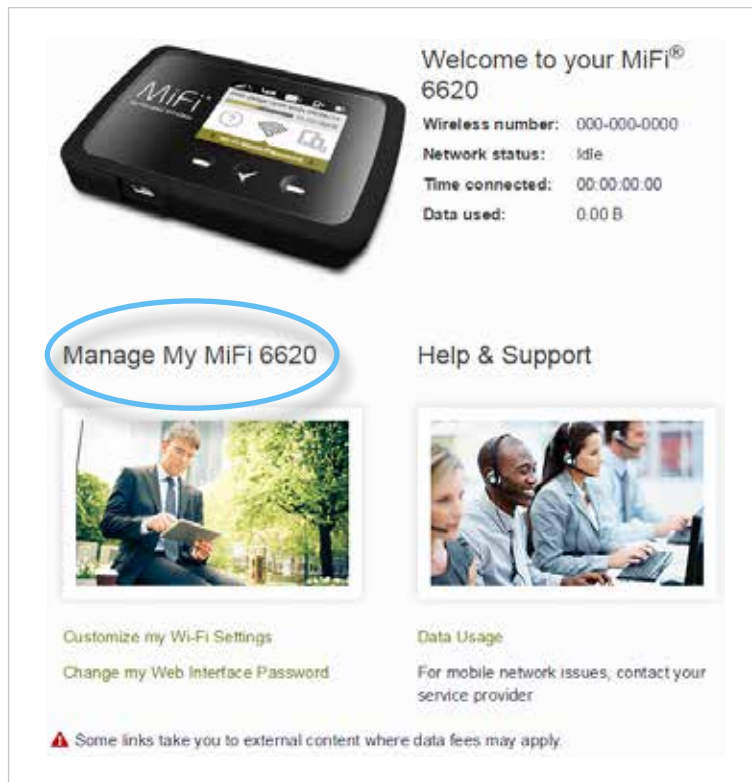 Welcome to your MiFi®
6620
Wireless number: 000-000-0000
Network status: Idle
Time connected: 00:00:00:00
Data used: 0.00 B
MiFi
Manage My MiFi 6620
Help & Support
Customize my Wi-Fi Settings
Change my Web Interface Password
Data Usage
For mobile network issues, contact your
service provider
Some links take you to external content where data fees may apply.